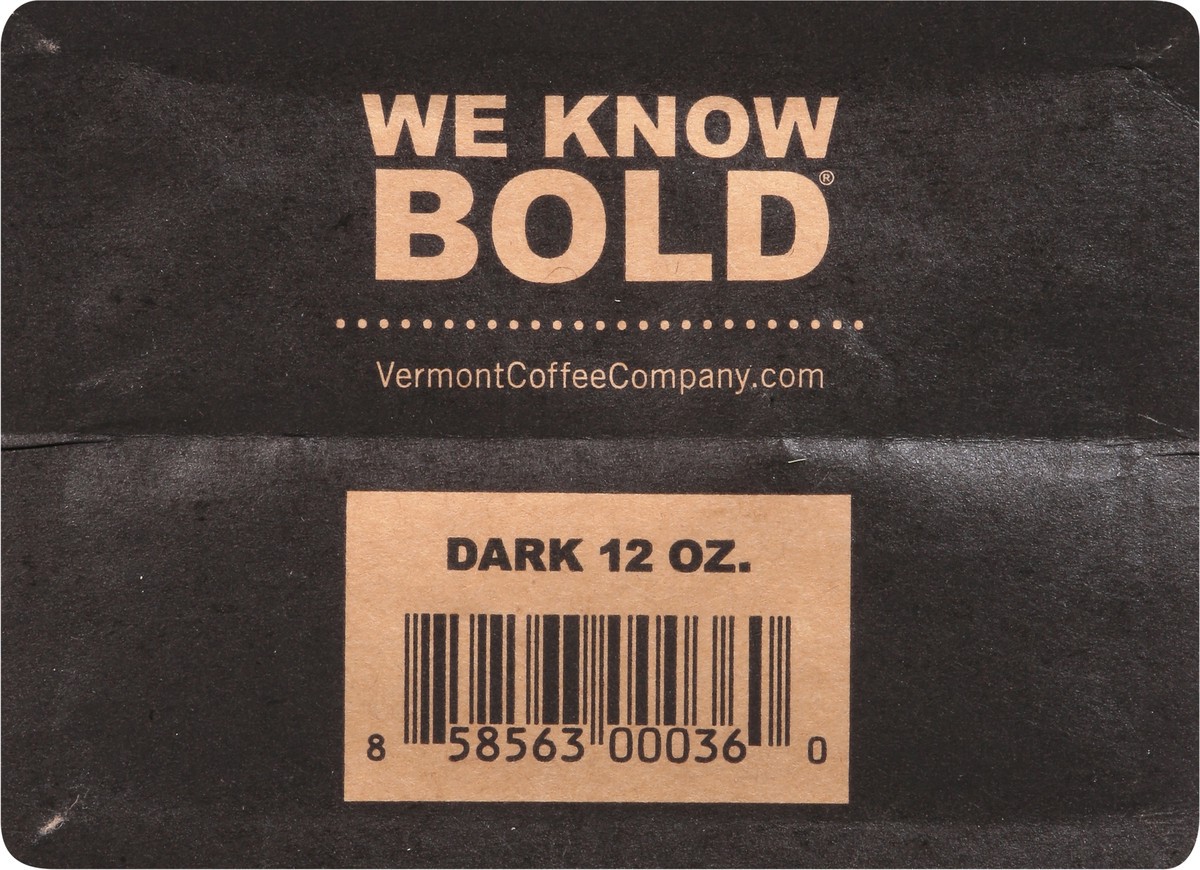 WE KNOW
BOLD®
VermontCoffeeCompany.com
DARK 12 OZ.
8 58563 00036 0